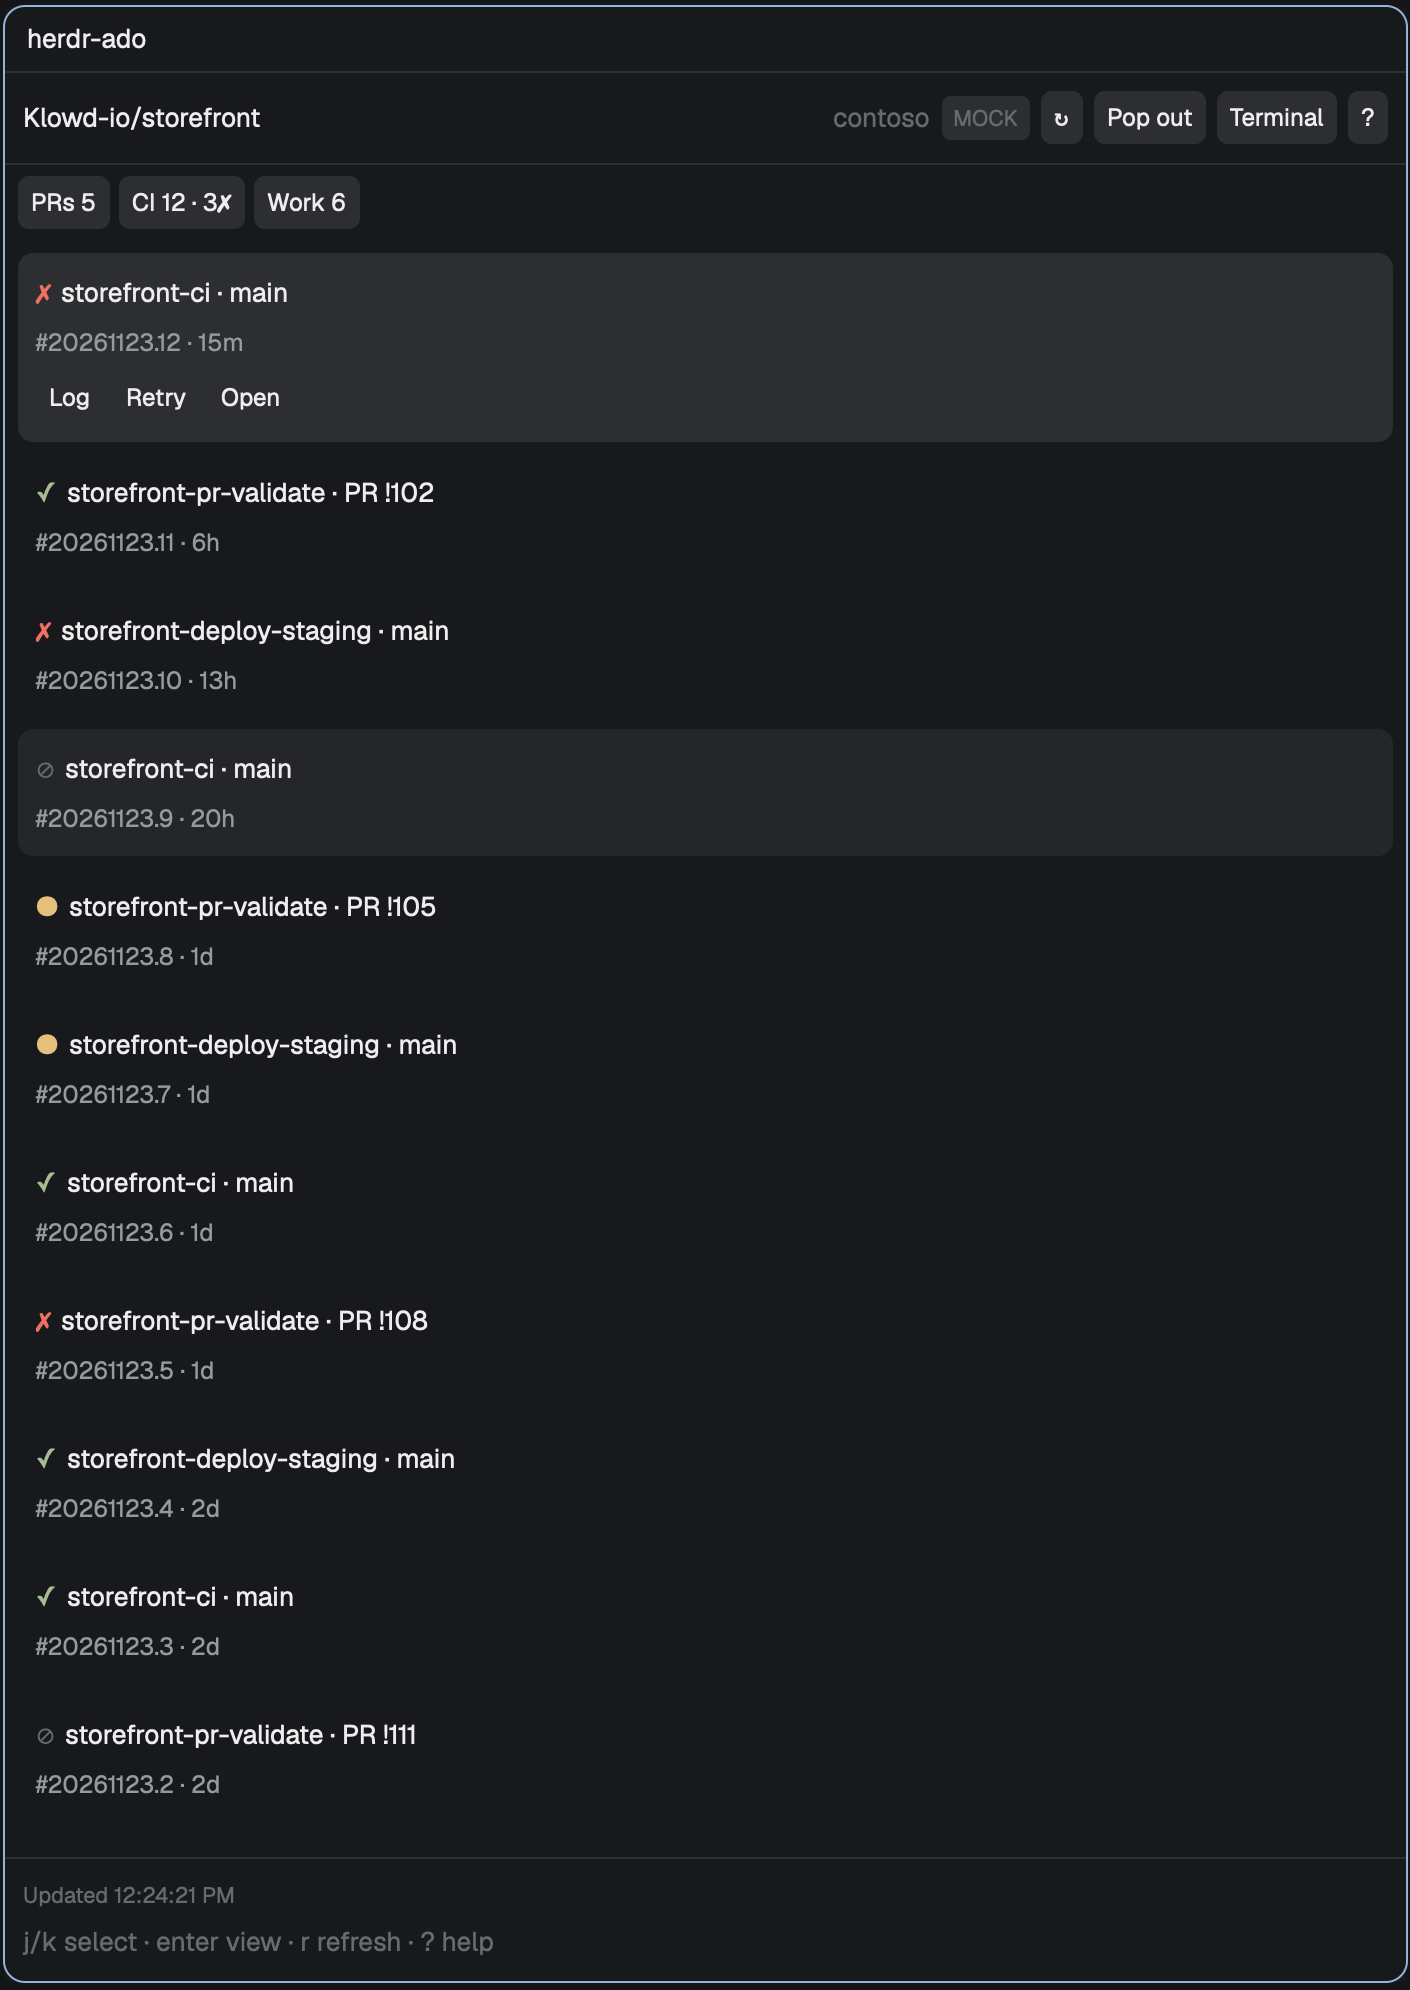 herdr-ado
Klowd-io/storefront
contoso MOCK ↻ Pop out Terminal ?
PRs 5 CI 12 · 3✗ Work 6
✗ storefront-ci · main
#20261123.12 · 15m
Log Retry Open
✓ storefront-pr-validate · PR !102
#20261123.11 · 6h
✗ storefront-deploy-staging · main
#20261123.10 · 13h
⊘ storefront-ci · main
#20261123.9 · 20h
● storefront-pr-validate · PR !105
#20261123.8 · 1d
● storefront-deploy-staging · main
#20261123.7 · 1d
✓ storefront-ci · main
#20261123.6 · 1d
✗ storefront-pr-validate · PR !108
#20261123.5 · 1d
✓ storefront-deploy-staging · main
#20261123.4 · 2d
✓ storefront-ci · main
#20261123.3 · 2d
⊘ storefront-pr-validate · PR !111
#20261123.2 · 2d
Updated 12:24:21 PM
j/k select · enter view · r refresh · ? help